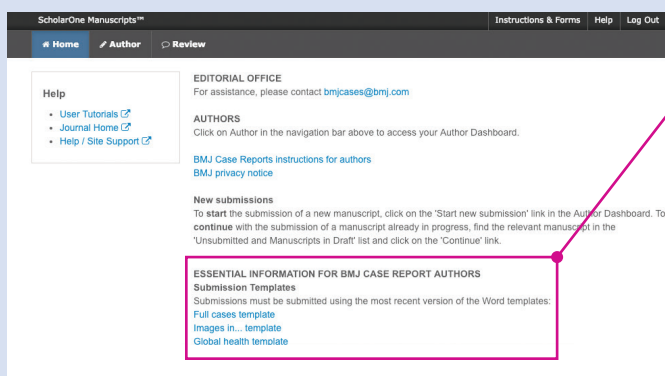 ScholarOne Manuscripts™
Instructions & Forms Help Log Out
Home Author Review
Help
User Tutorials
Journal Home
Help / Site Support
EDITORIAL OFFICE
For assistance, please contact bmjcases@bmj.com
AUTHORS
Click on Author in the navigation bar above to access your Author Dashboard.
BMJ Case Reports instructions for authors
BMJ privacy notice
New submissions
To start the submission of a new manuscript, click on the 'Start new submission' link in the Author Dashboard. To
continue with the submission of a manuscript already in progress, find the relevant manuscript in the
'Unsubmitted and Manuscripts in Draft' list and click on the 'Continue' link.
ESSENTIAL INFORMATION FOR BMJ CASE REPORT AUTHORS
Submission Templates
Submissions must be submitted using the most recent version of the Word templates:
Full cases template
Images in... template
Global health template